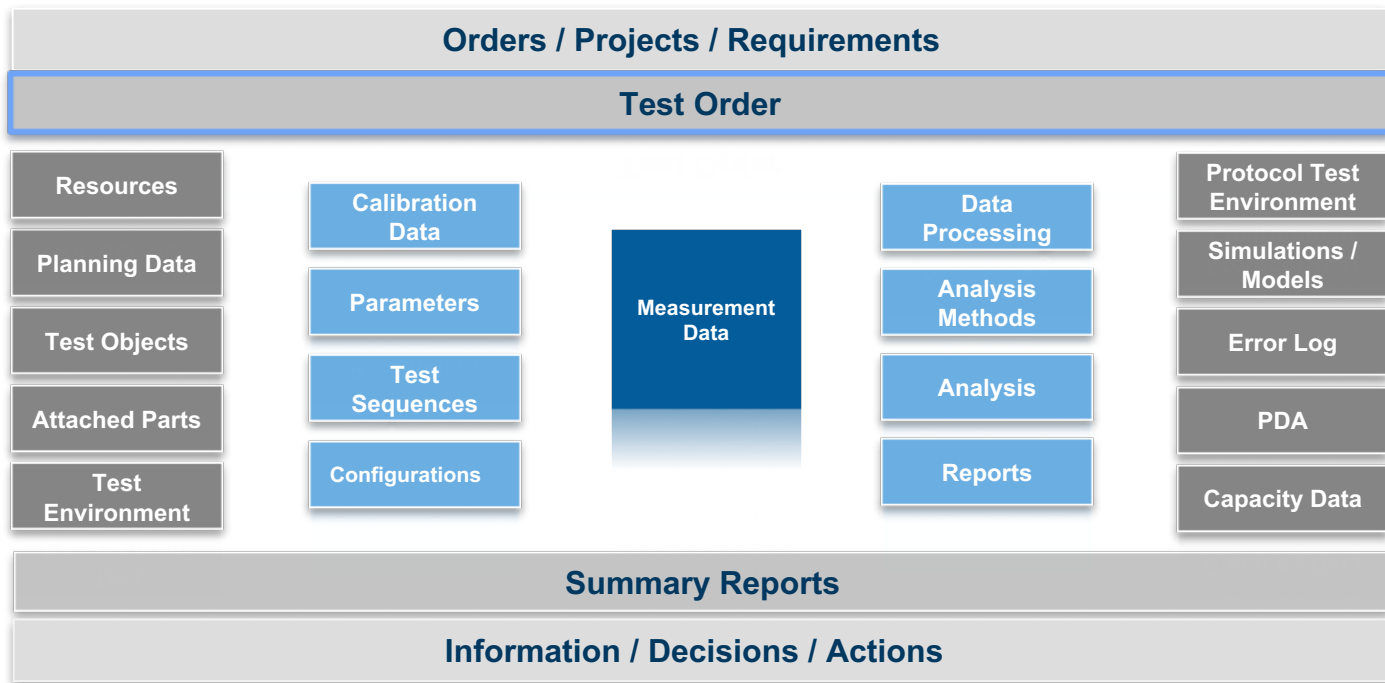 Orders / Projects / Requirements
Test Order
Resources
Planning Data
Test Objects
Attached Parts
Test
Environment
Calibration
Data
Parameters
Test
Sequences
Configurations
Measurement
Data
Data
Processing
Analysis
Methods
Analysis
Reports
Protocol Test
Environment
Simulations /
Models
Error Log
PDA
Capacity Data
Summary Reports
Information / Decisions / Actions